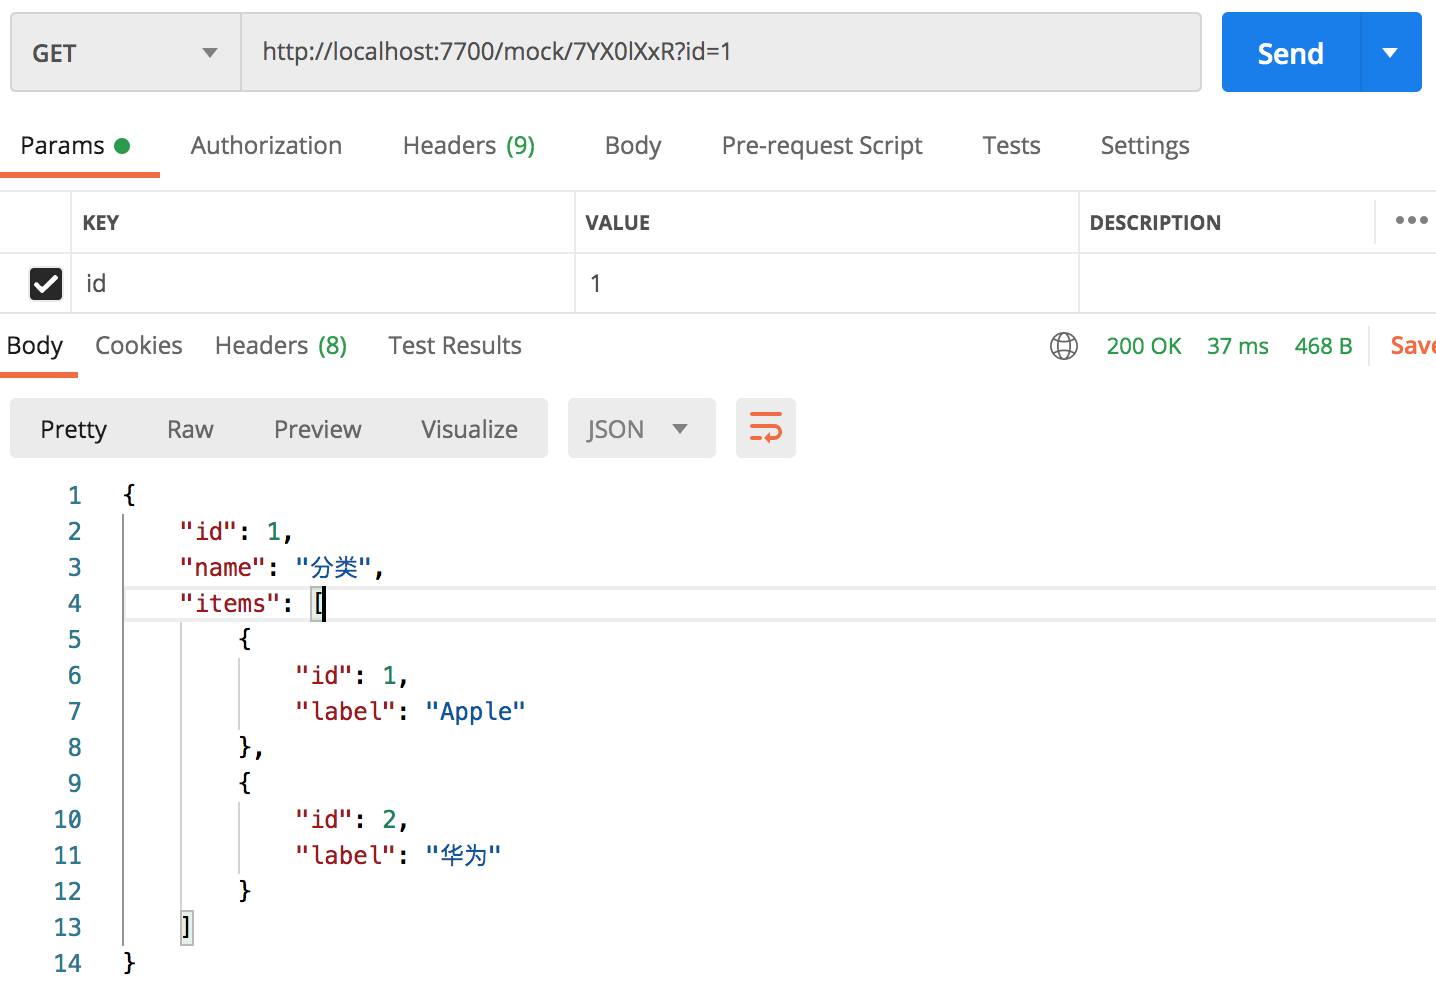 GET http://localhost:7700/mock/7YX0lXxR?id=1 Send
Params Authorization Headers (9) Body Pre-request Script Tests Settings
KEY VALUE DESCRIPTION
id 1
Body Cookies Headers (8) Test Results 200 OK 37 ms 468 B Save
Pretty Raw Preview Visualize JSON
1 {
2 "id": 1,
3 "name": "分类",
4 "items": [
5 {
6 "id": 1,
7 "label": "Apple"
8 },
9 {
10 "id": 2,
11 "label": "华为"
12 }
13 ]
14 }